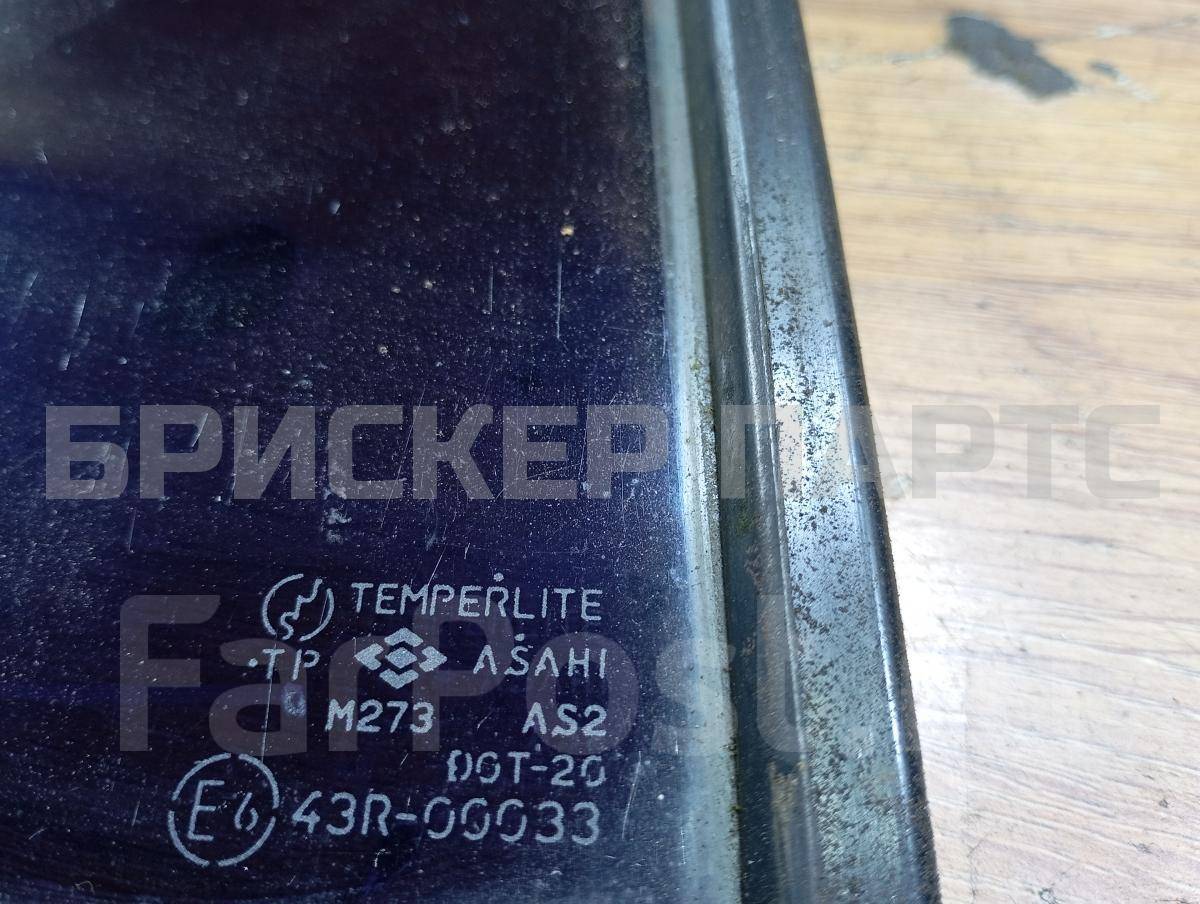 БРИСКЕР ПАРТС
FarPost
TEMPERLITE
TP ASAHI
M273 AS2
DOT-20
E6 43R-00033